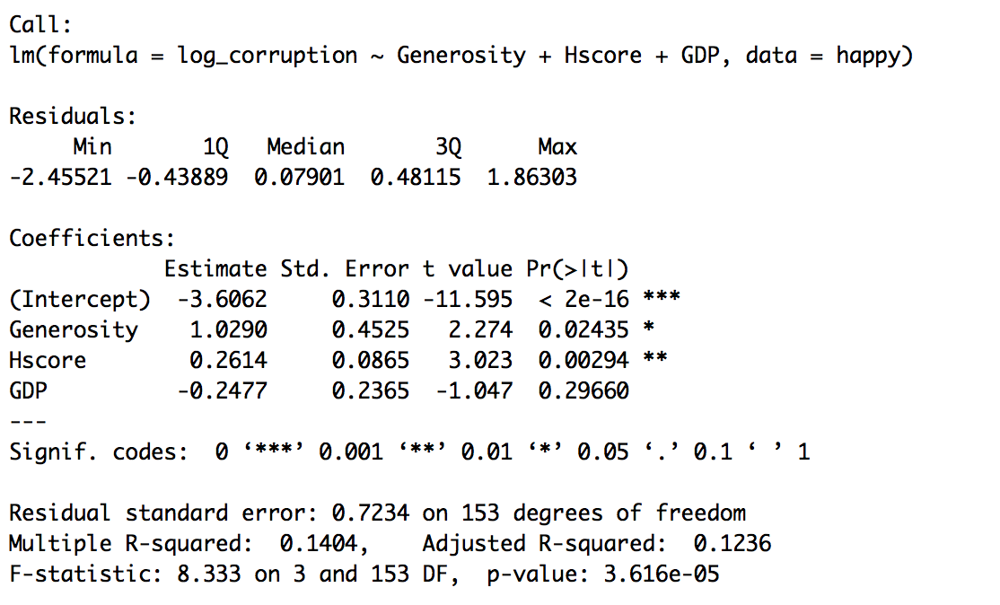 Call:
lm(formula = log_corruption ~ Generosity + Hscore + GDP, data = happy)
Residuals:
     Min       1Q   Median       3Q      Max
-2.45521 -0.43889  0.07901  0.48115  1.86303
Coefficients:
            Estimate Std. Error t value Pr(>|t|)
(Intercept)  -3.6062     0.3110 -11.595  < 2e-16 ***
Generosity    1.0290     0.4525   2.274  0.02435 *
Hscore        0.2614     0.0865   3.023  0.00294 **
GDP          -0.2477     0.2365  -1.047  0.29660
---
Signif. codes:  0 ‘***’ 0.001 ‘**’ 0.01 ‘*’ 0.05 ‘.’ 0.1 ‘ ’ 1
Residual standard error: 0.7234 on 153 degrees of freedom
Multiple R-squared:  0.1404,    Adjusted R-squared:  0.1236
F-statistic: 8.333 on 3 and 153 DF,  p-value: 3.616e-05